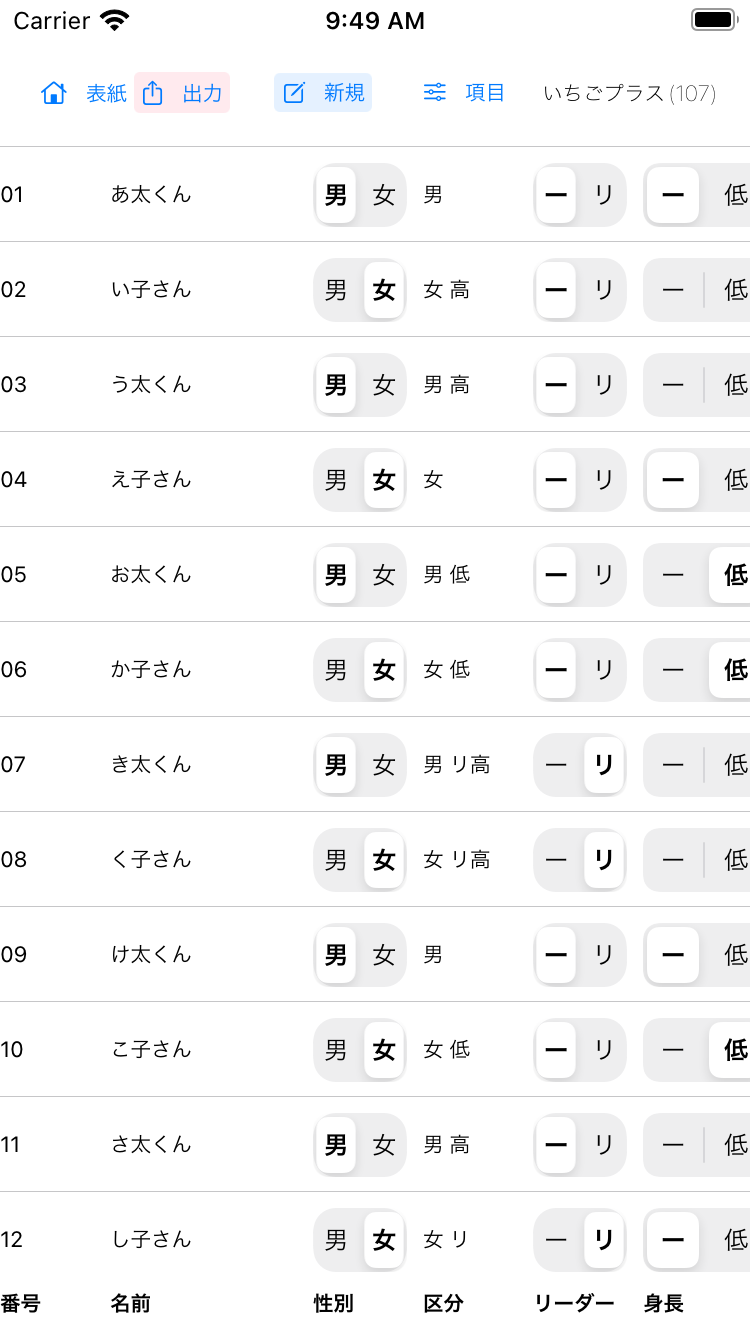 Carrier 9:49 AM
表紙 出力 新規 項目 いちごプラス(107)
01 あ太くん 男 女 男 ー リ ー 低
02 い子さん 男 女 女 高 ー リ ー 低
03 う太くん 男 女 男 高 ー リ ー 低
04 え子さん 男 女 女 ー リ ー 低
05 お太くん 男 女 男 低 ー リ ー 低
06 か子さん 男 女 女 低 ー リ ー 低
07 き太くん 男 女 男 リ高 ー リ ー 低
08 く子さん 男 女 女 リ高 ー リ ー 低
09 け太くん 男 女 男 ー リ ー 低
10 こ子さん 男 女 女 低 ー リ ー 低
11 さ太くん 男 女 男 高 ー リ ー 低
12 し子さん 男 女 女 リ ー リ ー 低
番号 名前 性別 区分 リーダー 身長